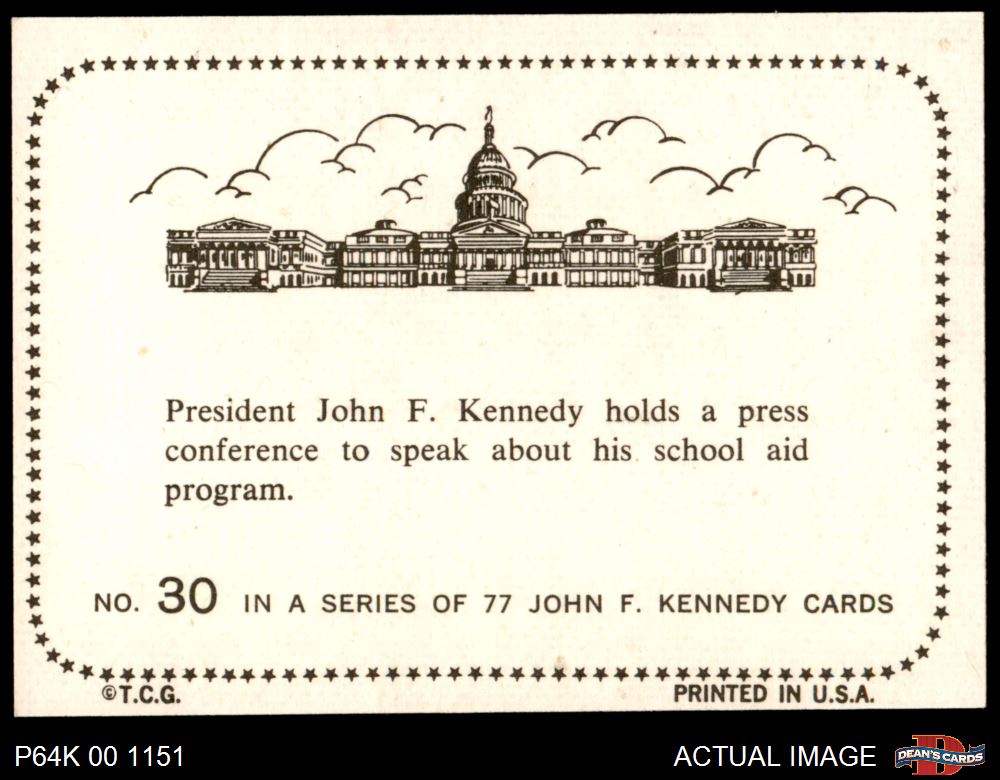 President John F. Kennedy holds a press
conference to speak about his school aid
program.
NO. 30 IN A SERIES OF 77 JOHN F. KENNEDY CARDS
©T.C.G. PRINTED IN U.S.A.
P64K 00 1151 ACTUAL IMAGE DEAN'S CARDS